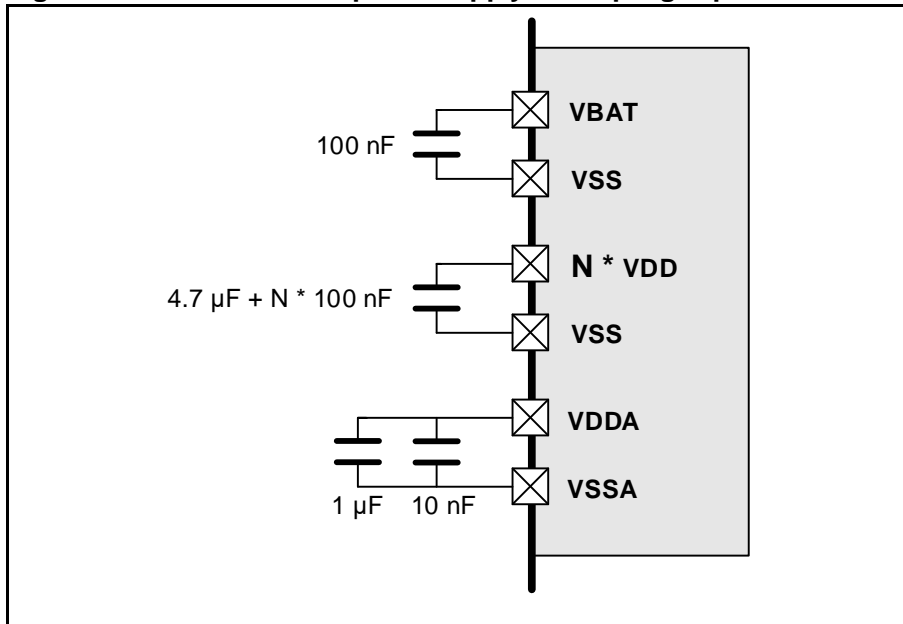 VBAT
100 nF
VSS
N * VDD
4.7 µF + N * 100 nF
VSS
VDDA
1 µF 10 nF
VSSA